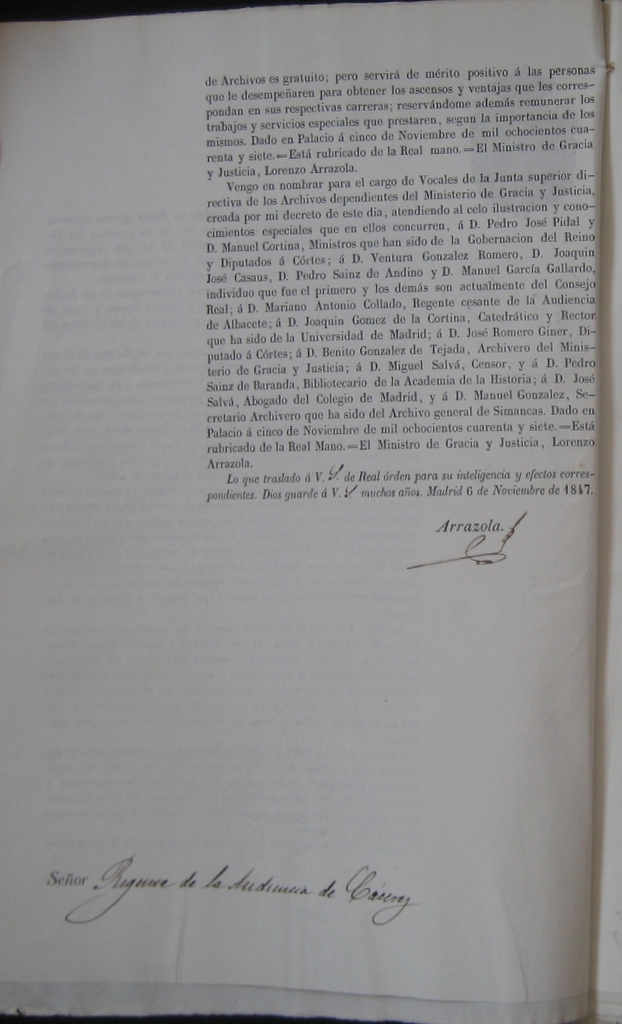 de Archivos es gratuito; pero servirá de mérito positivo á las personas
que le desempeñaren para obtener los ascensos y ventajas que les corres-
pondan en sus respectivas carreras; reservándome además remunerar los
trabajos y servicios especiales que prestaren, segun la importancia de los
mismos. Dado en Palacio á cinco de Noviembre de mil ochocientos cua-
renta y siete.=Está rubricado de la Real mano.=El Ministro de Gracia
y Justicia, Lorenzo Arrazola.
Vengo en nombrar para el cargo de Vocales de la Junta superior di-
rectiva de los Archivos dependientes del Ministerio de Gracia y Justicia,
creada por mi decreto de este dia, atendiendo al celo ilustracion y cono-
cimientos especiales que en ellos concurren, á D. Pedro José Pidal y
D. Manuel Cortina, Ministros que han sido de la Gobernacion del Reino
y Diputados á Córtes; á D. Ventura Gonzalez Romero, D. Joaquin
José Casaus, D. Pedro Sainz de Andino y D. Manuel García Gallardo,
individuo que fue el primero y los demás son actualmente del Consejo
Real; á D. Mariano Antonio Collado, Regente cesante de la Audiencia
de Albacete; á D. Joaquin Gomez de la Cortina, Catedrático y Rector
que ha sido de la Universidad de Madrid; á D. José Romero Giner, Di-
putado á Córtes; á D. Benito Gonzalez de Tejada, Archivero del Minis-
terio de Gracia y Justicia; á D. Miguel Salvá, Censor, y á D. Pedro
Sainz de Baranda, Bibliotecario de la Academia de la Historia; á D. José
Salvá, Abogado del Colegio de Madrid, y á D. Manuel Gonzalez, Se-
cretario Archivero que ha sido del Archivo general de Simancas. Dado en
Palacio á cinco de Noviembre de mil ochocientos cuarenta y siete.=Está
rubricado de la Real Mano.=El Ministro de Gracia y Justicia, Lorenzo
Arrazola.
Lo que traslado á V. S. de Real órden para su inteligencia y efectos corres-
pondientes. Dios guarde á V. S. muchos años. Madrid 6 de Noviembre de 1847.
Arrazola.
Señor Regente de la Audiencia de Cáceres